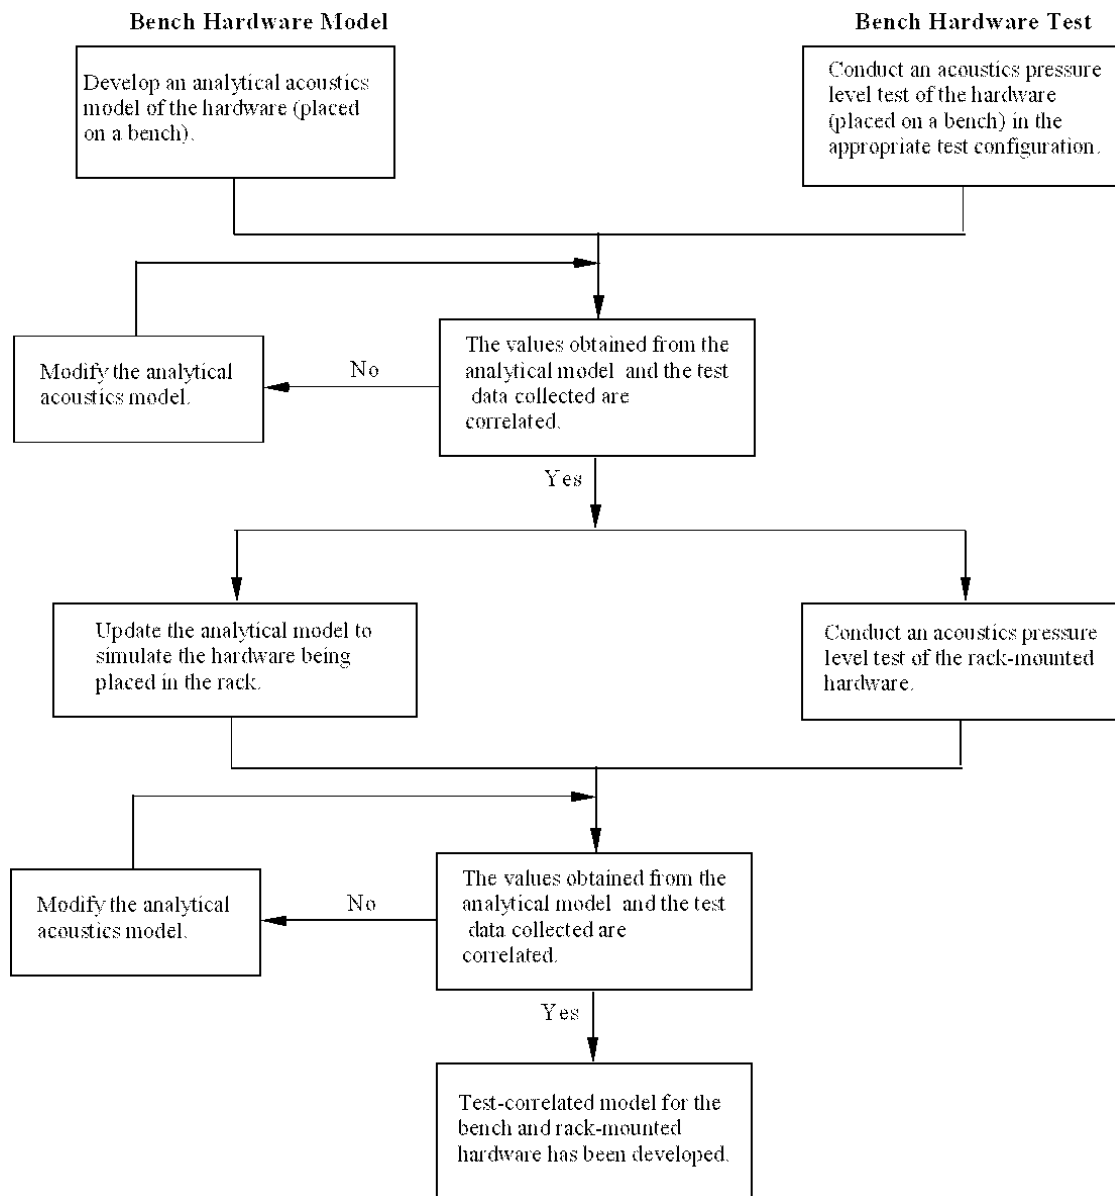 Bench Hardware Model
Bench Hardware Test
Develop an analytical acoustics
model of the hardware (placed
on a bench).
Conduct an acoustics pressure
level test of the hardware
(placed on a bench) in the
appropriate test configuration.
Modify the analytical
acoustics model.
No
The values obtained from the
analytical model and the test
data collected are
correlated.
Yes
Update the analytical model to
simulate the hardware being
placed in the rack.
Conduct an acoustics pressure
level test of the rack-mounted
hardware.
Modify the analytical
acoustics model.
No
The values obtained from the
analytical model and the test
data collected are
correlated.
Yes
Test-correlated model for the
bench and rack-mounted
hardware has been developed.